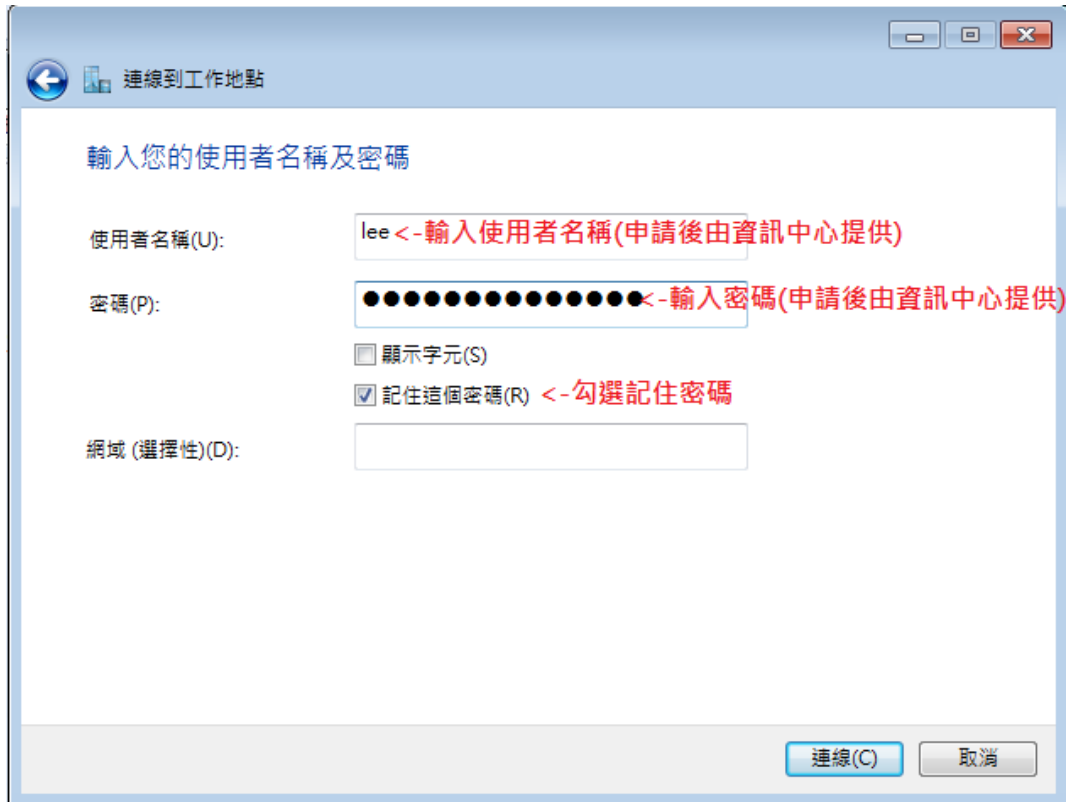 連線到工作地點
輸入您的使用者名稱及密碼
使用者名稱(U): lee<-輸入使用者名稱(申請後由資訊中心提供)
密碼(P): ●●●●●●●●●●●●●●<-輸入密碼(申請後由資訊中心提供)
顯示字元(S)
記住這個密碼(R) <-勾選記住密碼
網域 (選擇性)(D):
連線(C) 取消